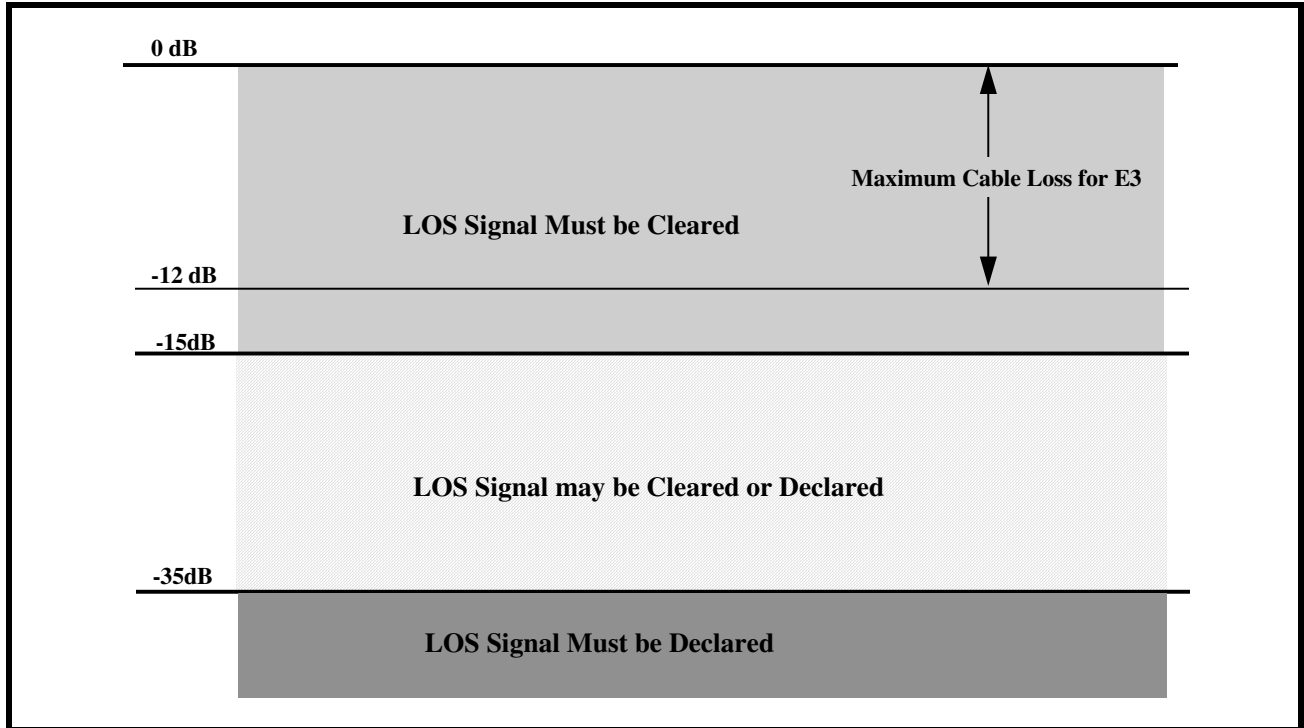 0 dB
Maximum Cable Loss for E3
LOS Signal Must be Cleared
-12 dB
-15dB
LOS Signal may be Cleared or Declared
-35dB
LOS Signal Must be Declared